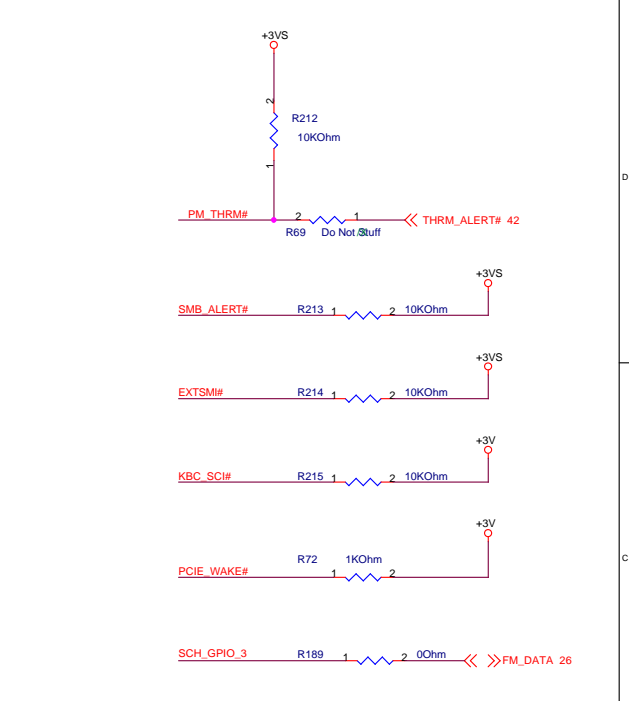 +3VS
2
R212
10KOhm
1
D
PM_THRM#
2
1
THRM_ALERT# 42
R69
Do Not Stuff
+3VS
SMB_ALERT#
R213
1
2
10KOhm
+3VS
EXTSMI#
R214
1
2
10KOhm
+3V
KBC_SCI#
R215
1
2
10KOhm
+3V
R72
1KOhm
C
PCIE_WAKE#
1
2
SCH_GPIO_3
R189
1
2
0Ohm
FM_DATA 26